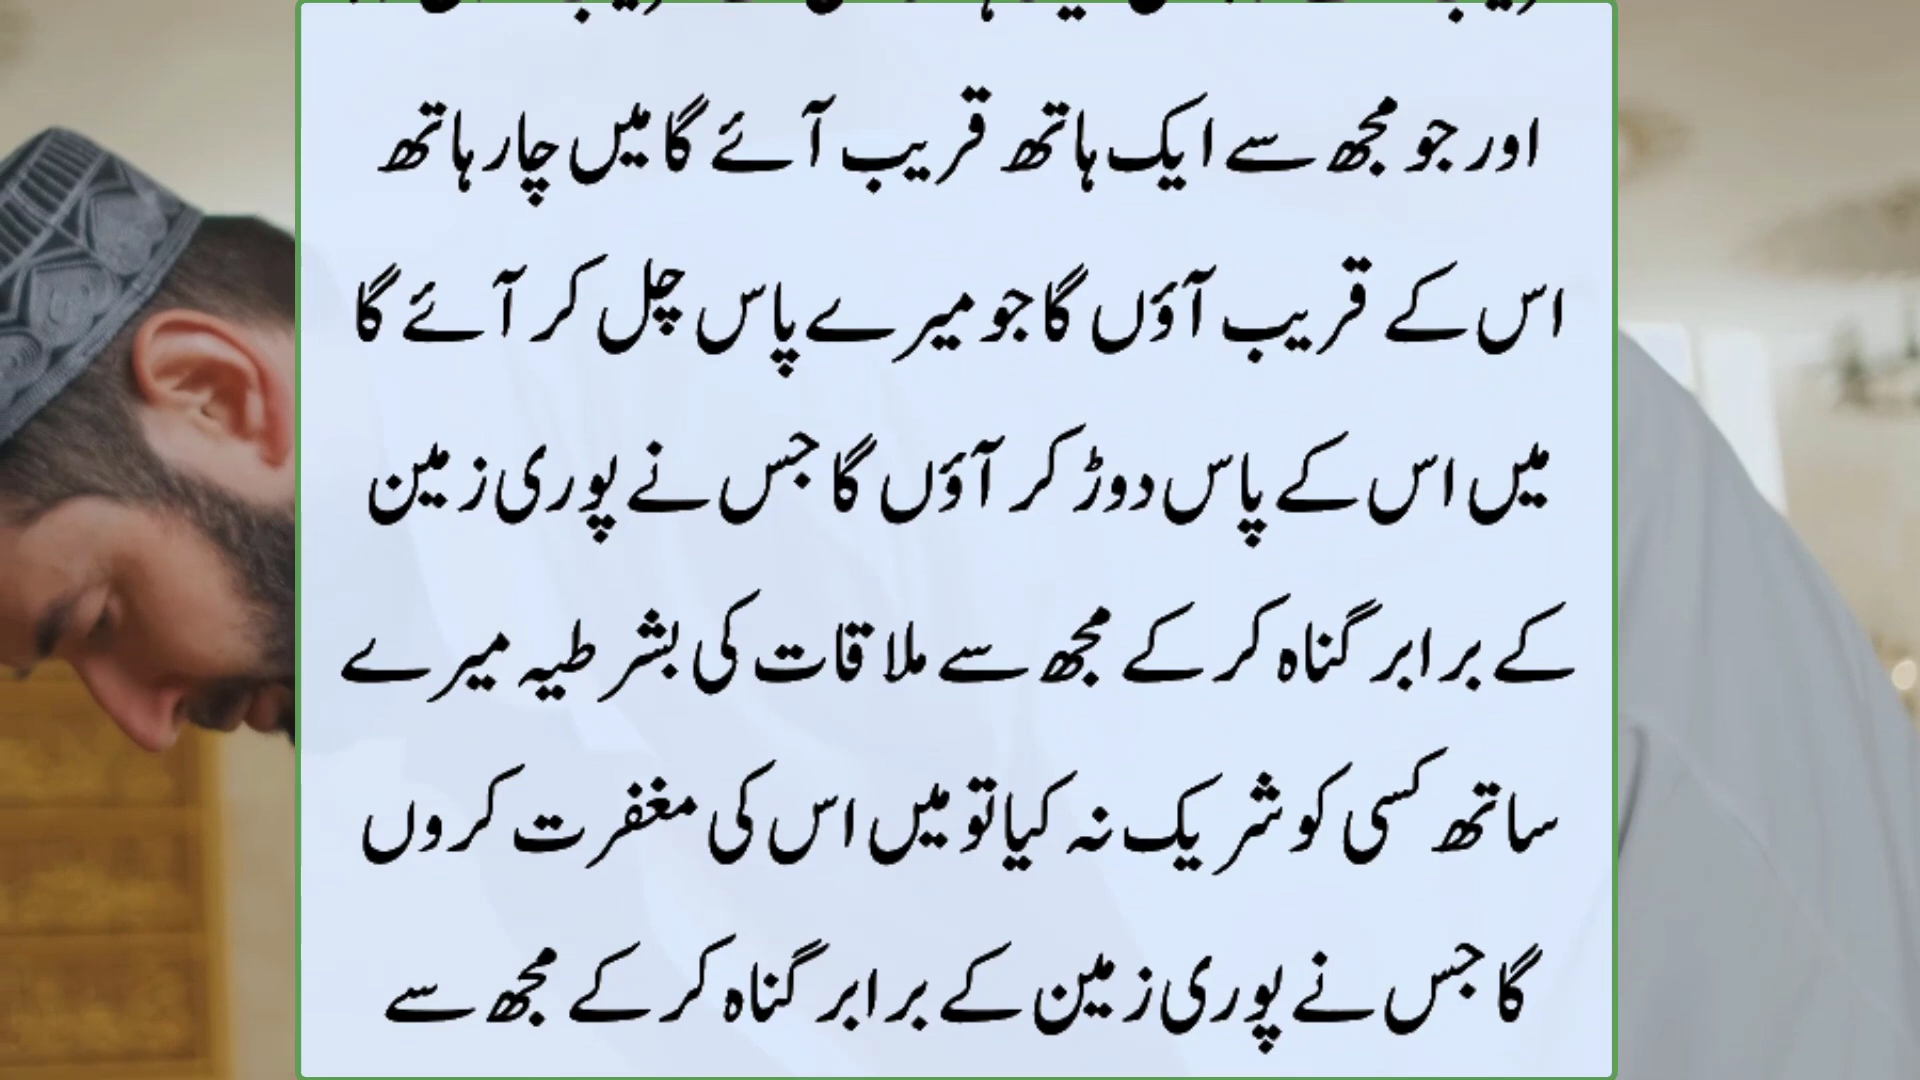 اور جو مجھ سے ایک ہاتھ قریب آئے گا میں چار ہاتھ
اس کے قریب آؤں گا جو میرے پاس چل کر آئے گا
میں اس کے پاس دوڑ کر آؤں گا جس نے پوری زمین
کے برابر گناہ کر کے مجھ سے ملاقات کی بشرطیہ میرے
ساتھ کسی کو شریک نہ کیا تو میں اس کی مغفرت کروں
گا جس نے پوری زمین کے برابر گناہ کر کے مجھ سے